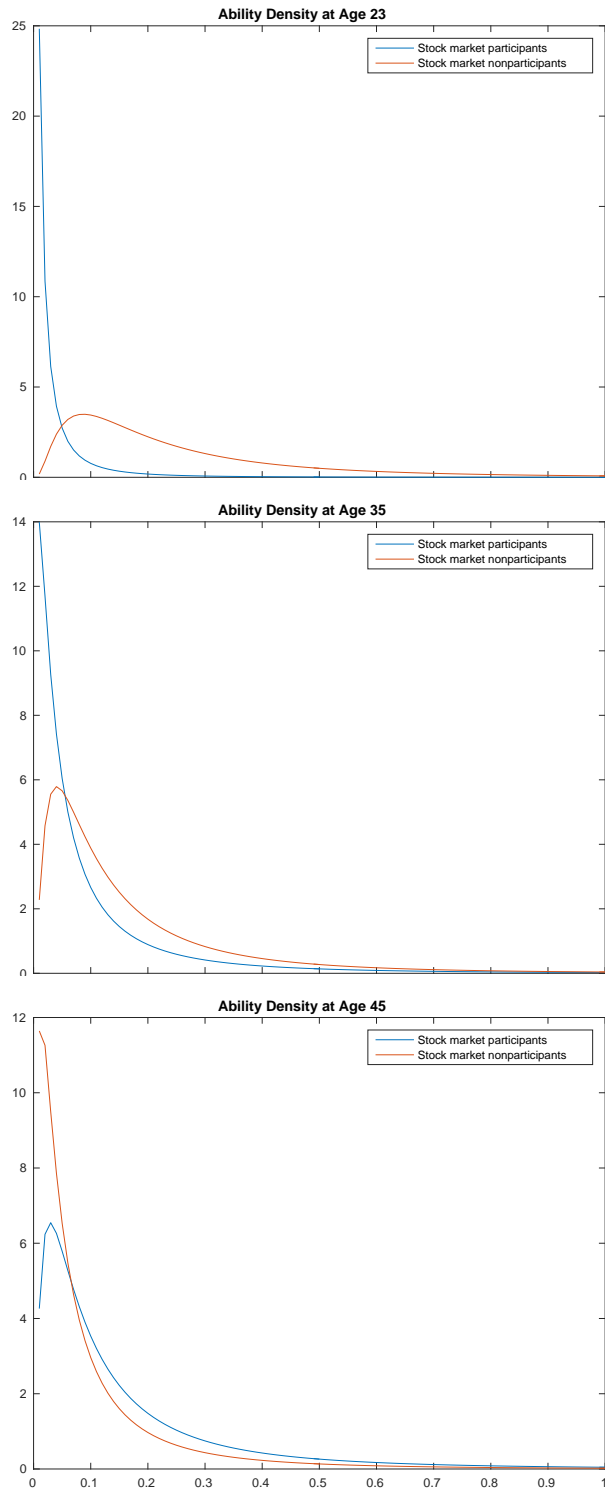 Ability Density at Age 23
25
20
15
10
5
0
Stock market participants
Stock market nonparticipants
Ability Density at Age 35
14
12
10
8
6
4
2
0
Stock market participants
Stock market nonparticipants
Ability Density at Age 45
12
10
8
6
4
2
0
Stock market participants
Stock market nonparticipants
0 0.1 0.2 0.3 0.4 0.5 0.6 0.7 0.8 0.9 1